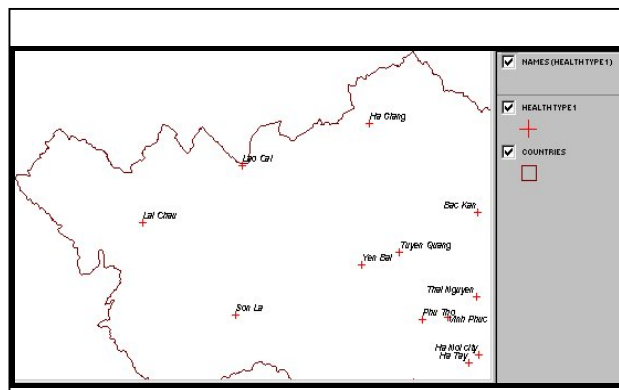 Ha Giang
Lao Cai
Bac Kan
Lai Chau
Tuyen Quang
Yen Bai
Thai Nguyen
Son La
Phu Tho
Vinh Phuc
Ha Noi city
Ha Tay
NAMES (HEALTHTYPE1)
HEALTHTYPE1
COUNTRIES